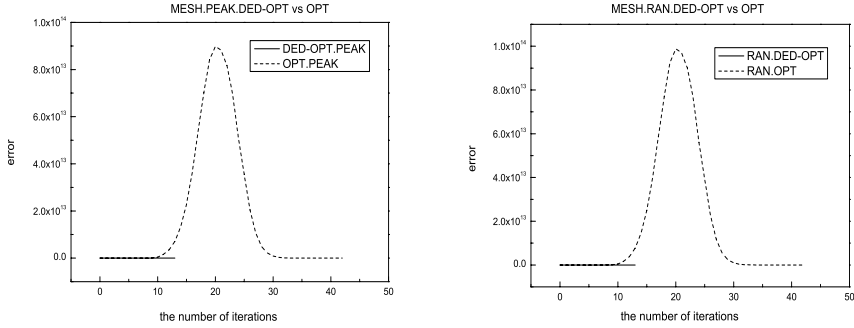 MESH.PEAK.DED-OPT vs OPT
1.0x10^14
8.0x10^13
6.0x10^13
4.0x10^13
2.0x10^13
0.0
error
DED-OPT.PEAK
OPT.PEAK
0 10 20 30 40 50
the number of iterations
MESH.RAN.DED-OPT vs OPT
1.0x10^14
8.0x10^13
6.0x10^13
4.0x10^13
2.0x10^13
0.0
error
RAN.DED-OPT
RAN.OPT
0 10 20 30 40 50
the number of iterations